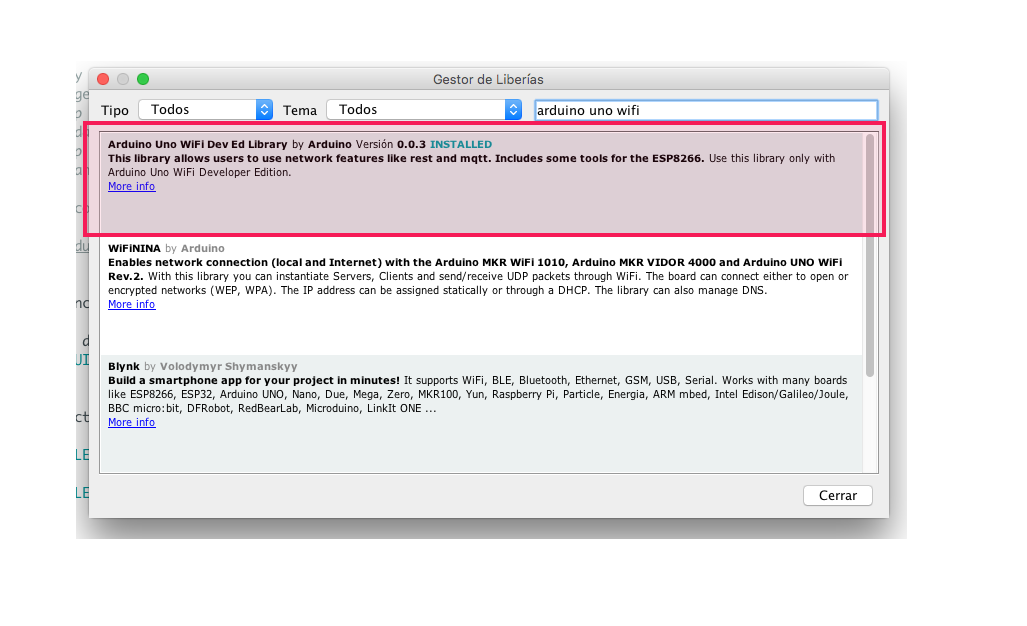 Gestor de Liberías
Tipo Todos Tema Todos arduino uno wifi
Arduino Uno WiFi Dev Ed Library by Arduino Versión 0.0.3 INSTALLED
This library allows users to use network features like rest and mqtt. Includes some tools for the ESP8266. Use this library only with
Arduino Uno WiFi Developer Edition.
More info
WiFiNINA by Arduino
Enables network connection (local and Internet) with the Arduino MKR WiFi 1010, Arduino MKR VIDOR 4000 and Arduino UNO WiFi
Rev.2. With this library you can instantiate Servers, Clients and send/receive UDP packets through WiFi. The board can connect either to open or
encrypted networks (WEP, WPA). The IP address can be assigned statically or through a DHCP. The library can also manage DNS.
More info
Blynk by Volodymyr Shymanskyy
Build a smartphone app for your project in minutes! It supports WiFi, BLE, Bluetooth, Ethernet, GSM, USB, Serial. Works with many boards
like ESP8266, ESP32, Arduino UNO, Nano, Due, Mega, Zero, MKR100, Yun, Raspberry Pi, Particle, Energia, ARM mbed, Intel Edison/Galileo/Joule,
BBC micro:bit, DFRobot, RedBearLab, Microduino, LinkIt ONE ...
More info
Cerrar